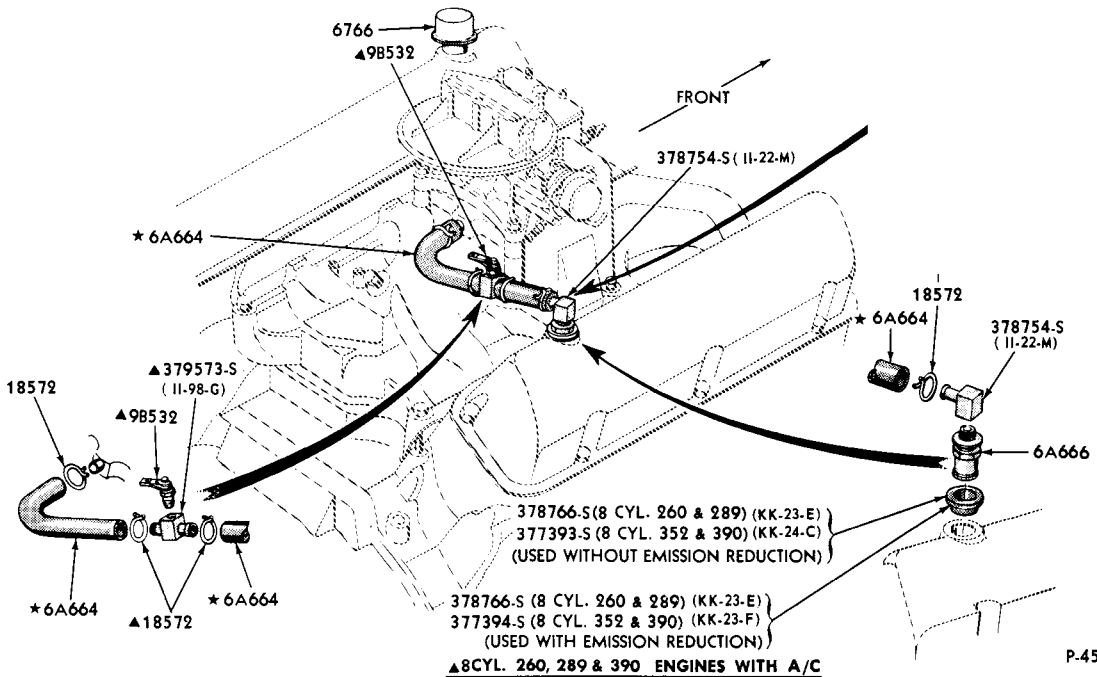 6766
▲9B532
FRONT
378754-S (II-22-M)
★6A664
18572
★6A664
378754-S
(II-22-M)
▲379573-S
(II-98-G)
18572
▲9B532
6A666
378766-S (8 CYL. 260 & 289) (KK-23-E)
377393-S (8 CYL. 352 & 390) (KK-24-C)
(USED WITHOUT EMISSION REDUCTION)
★6A664
▲18572
★6A664
378766-S (8 CYL. 260 & 289) (KK-23-E)
377394-S (8 CYL. 352 & 390) (KK-23-F)
(USED WITH EMISSION REDUCTION)
▲8CYL. 260, 289 & 390 ENGINES WITH A/C
P-45